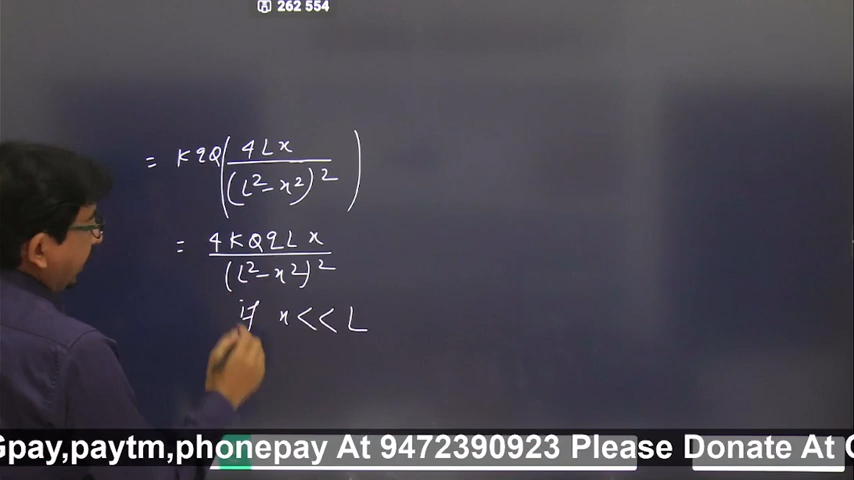 262 554
= KqQ(4Lx/(L²-x²)²)
= 4KQqLx/(L²-x²)²
if x<<L
Gpay,paytm,phonepay At 9472390923 Please Donate At